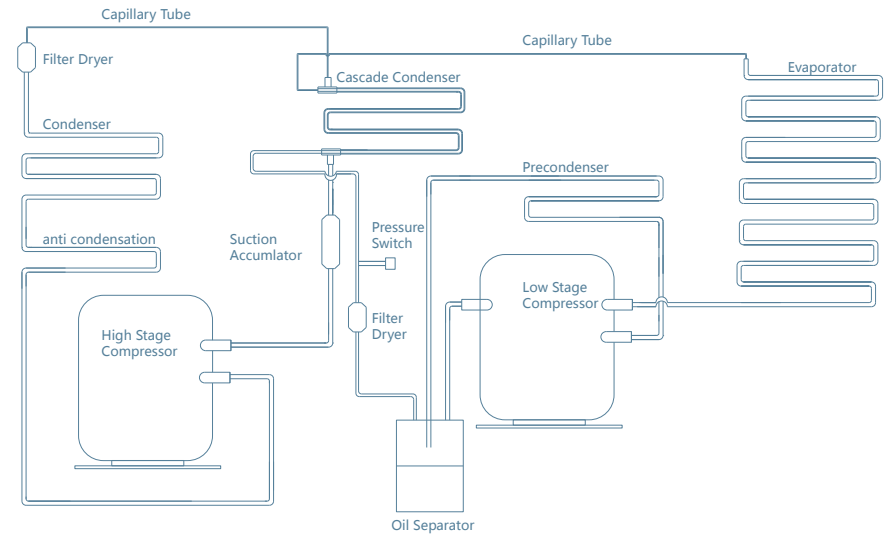 Capillary Tube
Capillary Tube
Filter Dryer
Evaporator
Cascade Condenser
Condenser
Precondenser
anti condensation
Suction
Accumlator
Pressure
Switch
Low Stage
Compressor
High Stage
Compressor
Filter
Dryer
Oil Separator